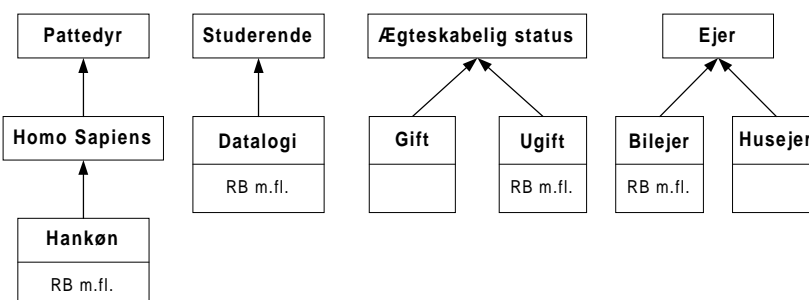 Pattedyr
Studerende
Ægteskabelig status
Ejer
Homo Sapiens
Datalogi
Gift
Ugift
Bilejer
Husejer
RB m.fl.
RB m.fl.
RB m.fl.
Hankøn
RB m.fl.